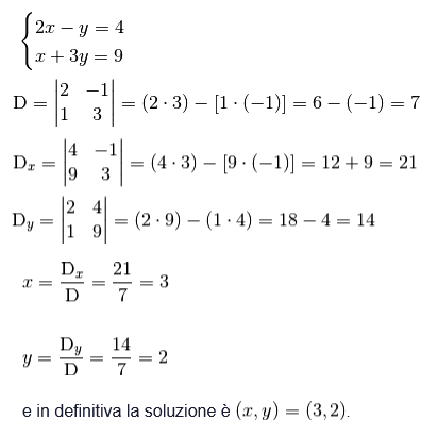 {2x − y = 4
x + 3y = 9
D = |2 −1; 1 3| = (2 · 3) − [1 · (−1)] = 6 − (−1) = 7
Dₓ = |4 −1; 9 3| = (4 · 3) − [9 · (−1)] = 12 + 9 = 21
D_y = |2 4; 1 9| = (2 · 9) − (1 · 4) = 18 − 4 = 14
x = Dₓ/D = 21/7 = 3
y = D_y/D = 14/7 = 2
e in definitiva la soluzione è (x, y) = (3, 2).